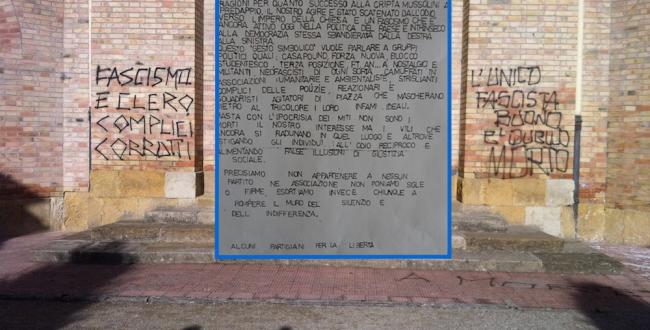 RAGIONI PER QUANTO SUCCESSO ALLA CRIPTA MUSSOLINI A
PREDAPPIO. IL NOSTRO AGIRE E' STATO SCATENATO DALL'ODIO
VERSO L'IMPERO DELLA CHIESA E UN FASCISMO CHE E'
ANCORA ATTIVO OGGI NELLA POLITICA DEL PAESE E INTRINSECO
ALLA DEMOCRAZIA STESSA SBANDIERATA DALLA DESTRA
ALLA SINISTRA.
QUESTO "GESTO SIMBOLICO" VUOLE PARLARE A GRUPPI
POLITICI QUALI: CASAPOUND, FORZA NUOVA, BLOCCO
STUDENTESCO, TERZA POSIZIONE, FT, AN.. A NOSTALGICI E
MILITANTI NEOFASCISTI DI OGNI SORTA CAMUFFATI IN
ASSOCIAZIONI UMANITARIE E AMBIENTALISTE, STRISCIANTI
COMPLICI DELLE POLIZIE, REAZIONARI E
SQUADRISTI AGITATORI DI PIAZZA CHE MASCHERANO
DIETRO AL TRICOLORE I LORO INFAMI IDEALI.
BASTA CON L'IPOCRISIA DEI MITI NON SONO I
MORTI IL NOSTRO INTERESSE MA I VILI CHE
ANCORA SI RADUNANO IN QUEL LUOGO E ALTROVE
ISTIGANDO GLI INDIVIDUI ALL'ODIO RECIPROCO E
ALIMENTANDO FALSE ILLUSIONI DI GIUSTIZIA
SOCIALE.
PRECISIAMO NON APPARTENERE A NESSUN
PARTITO NE ASSOCIAZIONE NON PONIAMO SIGLE
O FIRME, ESORTIAMO INVECE CHIUNQUE A
ROMPERE IL MURO DEL SILENZIO E
DELL INDIFFERENZA.
ALCUNI PARTIGIANI PER LA LIBERTÀ
FASCISMO
E CLERO
COMPLICI
CORROTTI
L'UNICO
FASCISTA
BUONO
e' quello
MORTO